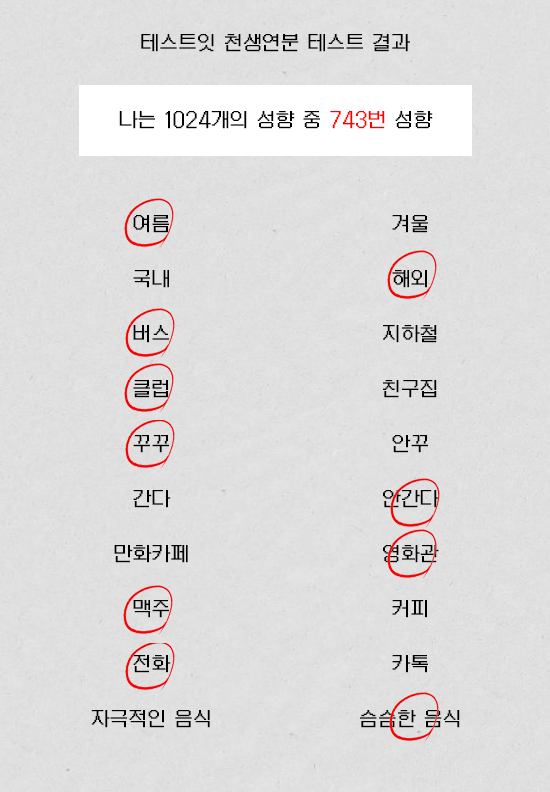 테스트잇 천생연분 테스트 결과
나는 1024개의 성향 중 743번 성향
여름 겨울
국내 해외
버스 지하철
클럽 친구집
꾸꾸 안꾸
간다 안간다
만화카페 영화관
맥주 커피
전화 카톡
자극적인 음식 슴슴한 음식